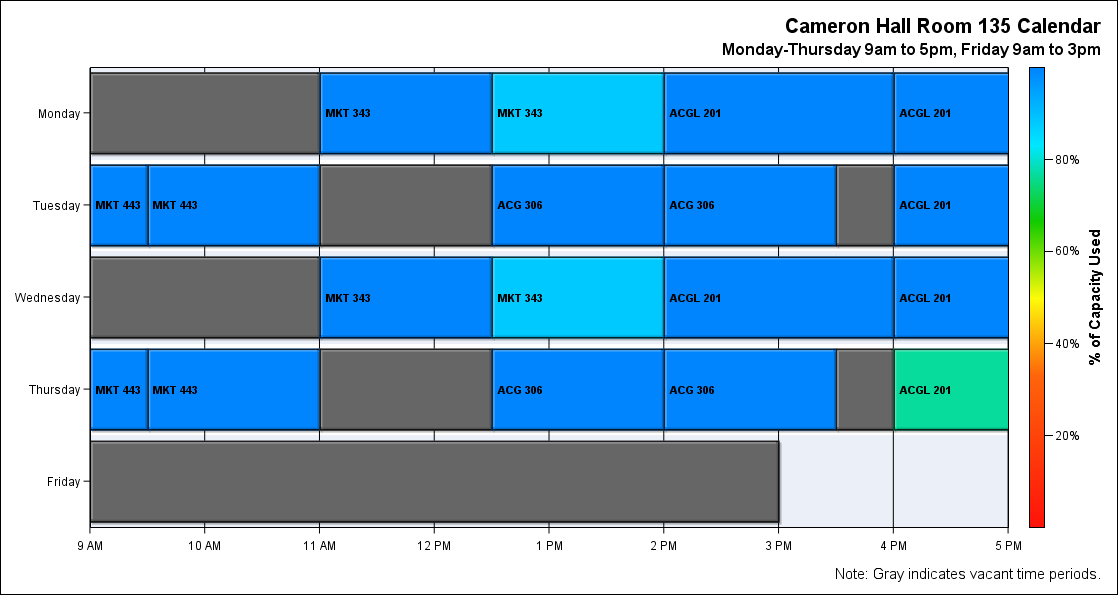 Cameron Hall Room 135 Calendar
Monday-Thursday 9am to 5pm, Friday 9am to 3pm
Monday
MKT 343
MKT 343
ACGL 201
ACGL 201
Tuesday
MKT 443
MKT 443
ACG 306
ACG 306
ACGL 201
Wednesday
MKT 343
MKT 343
ACGL 201
ACGL 201
Thursday
MKT 443
MKT 443
ACG 306
ACG 306
ACGL 201
Friday
9 AM
10 AM
11 AM
12 PM
1 PM
2 PM
3 PM
4 PM
5 PM
80%
60%
40%
20%
% of Capacity Used
Note: Gray indicates vacant time periods.